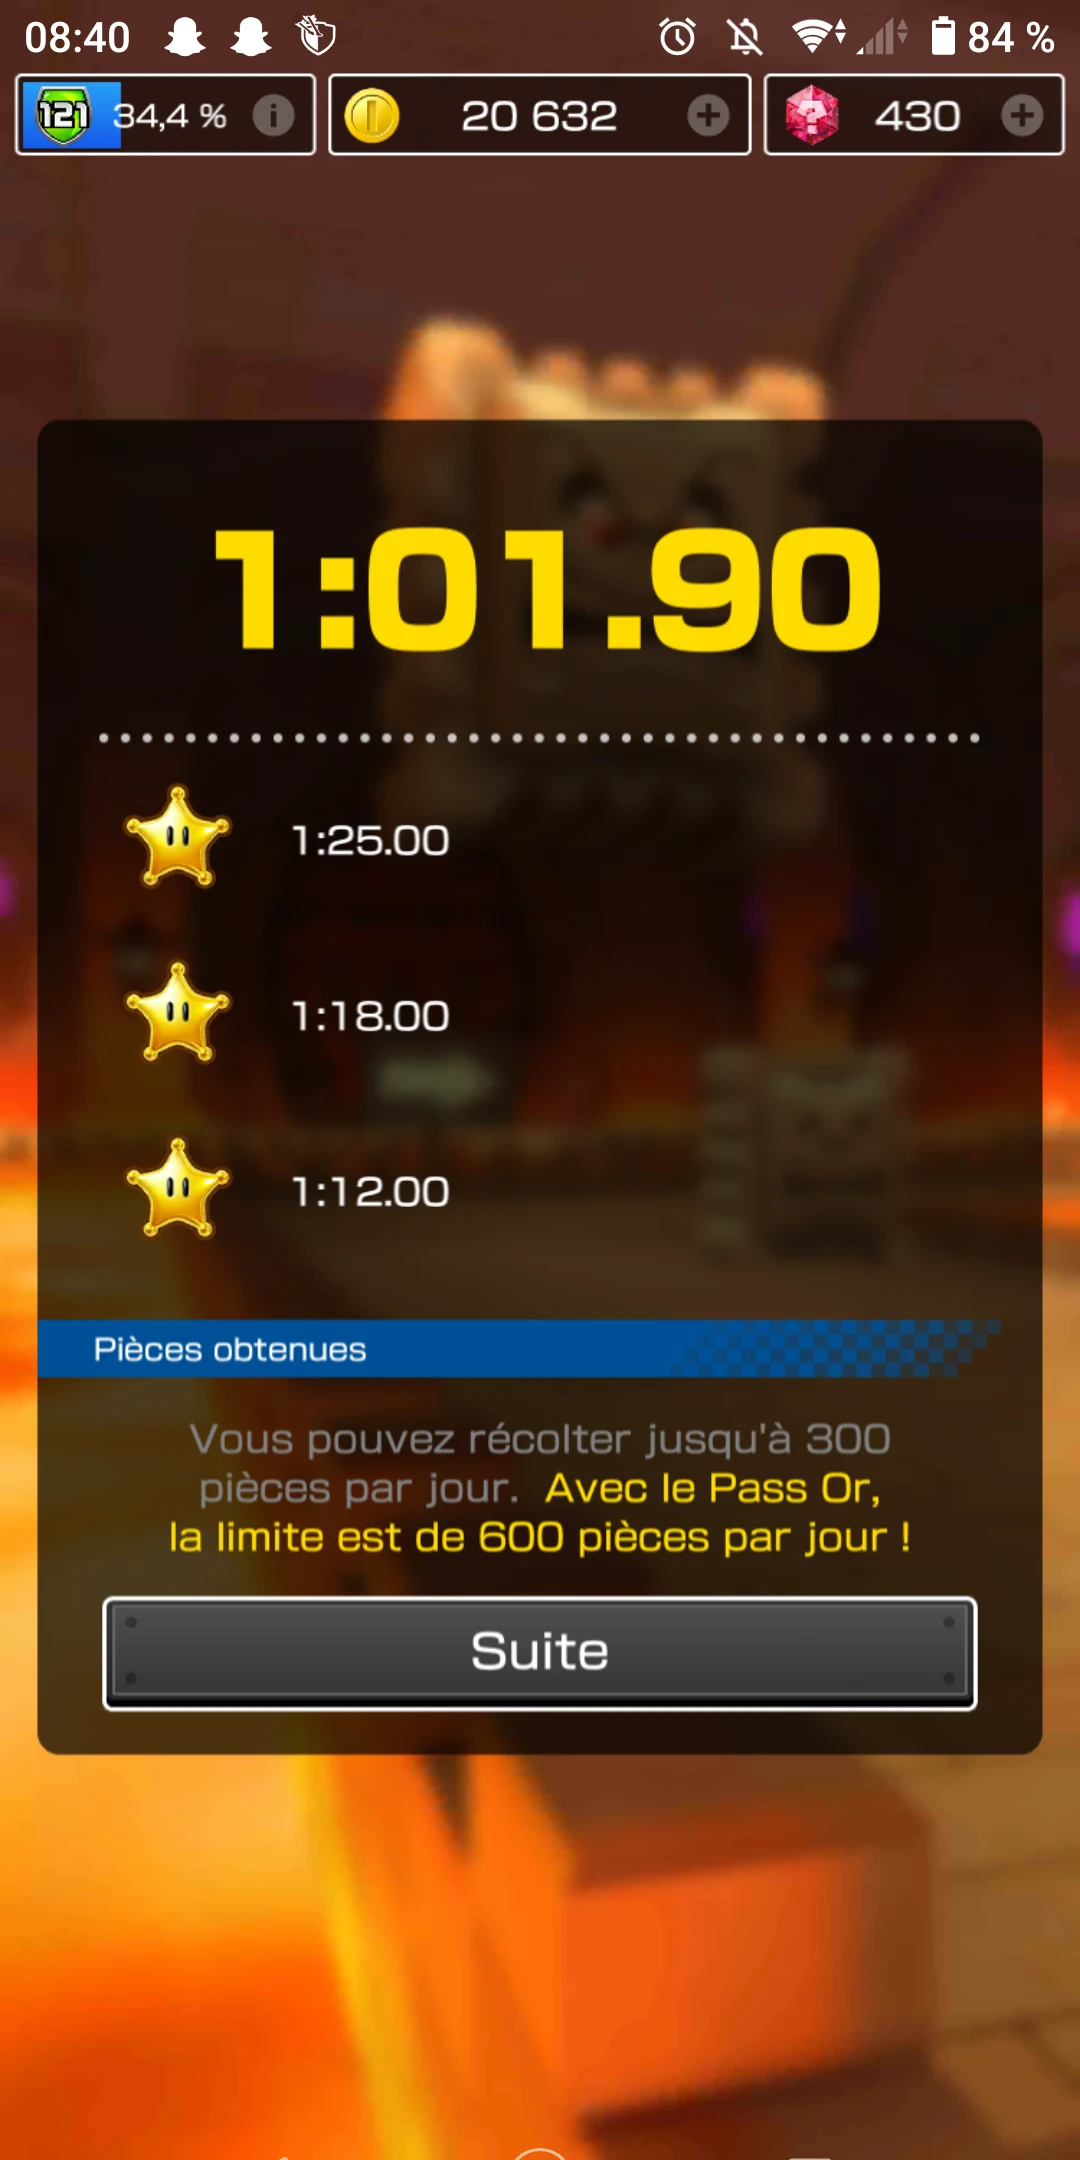 08:40 84 %
121 34,4 % 20 632 430
1:01.90
1:25.00
1:18.00
1:12.00
Pièces obtenues
Vous pouvez récolter jusqu'à 300
pièces par jour. Avec le Pass Or,
la limite est de 600 pièces par jour !
Suite